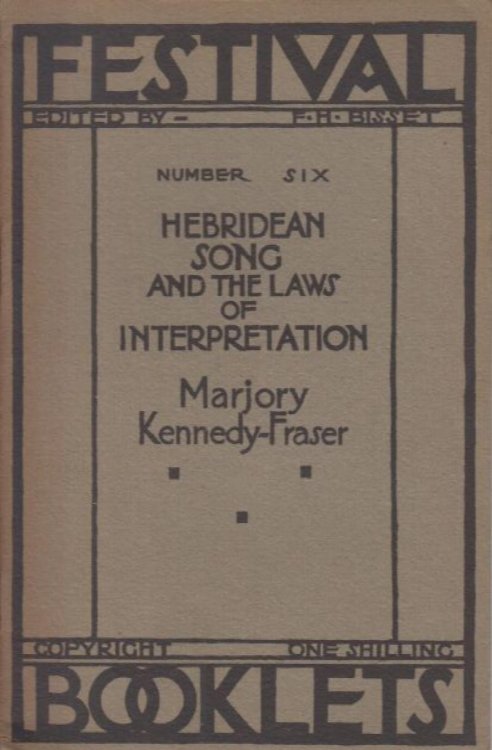 FESTIVAL
EDITED BY — F·H·BISSET
NUMBER SIX
HEBRIDEAN
SONG
AND THE LAWS
OF
INTERPRETATION
Marjory
Kennedy-Fraser
COPYRIGHT ONE SHILLING
BOOKLETS